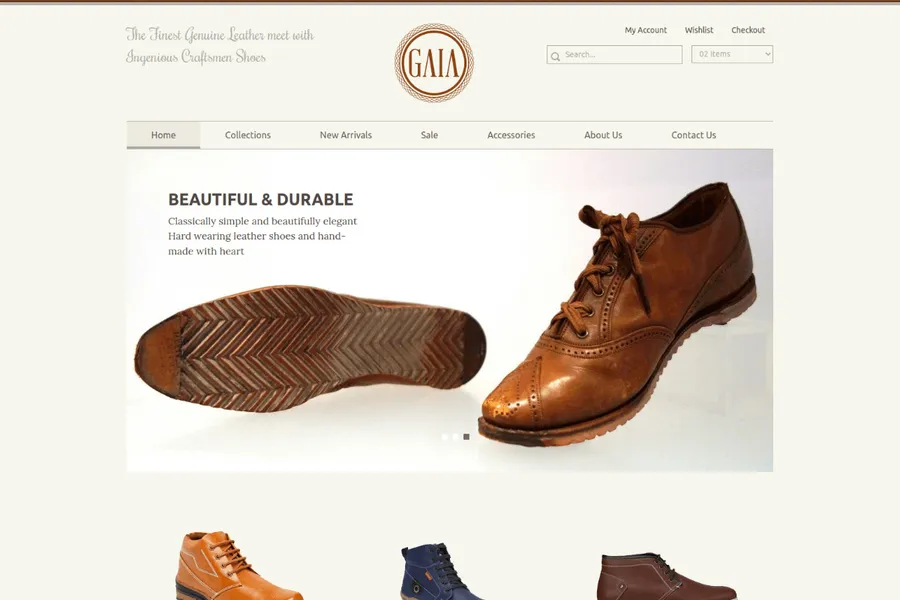 The Finest Genuine Leather meet with
Ingenious Craftsmen Shoes
GAIA
My Account
Wishlist
Checkout
Search...
02 Items
Home
Collections
New Arrivals
Sale
Accessories
About Us
Contact Us
BEAUTIFUL & DURABLE
Classically simple and beautifully elegant
Hard wearing leather shoes and hand-
made with heart